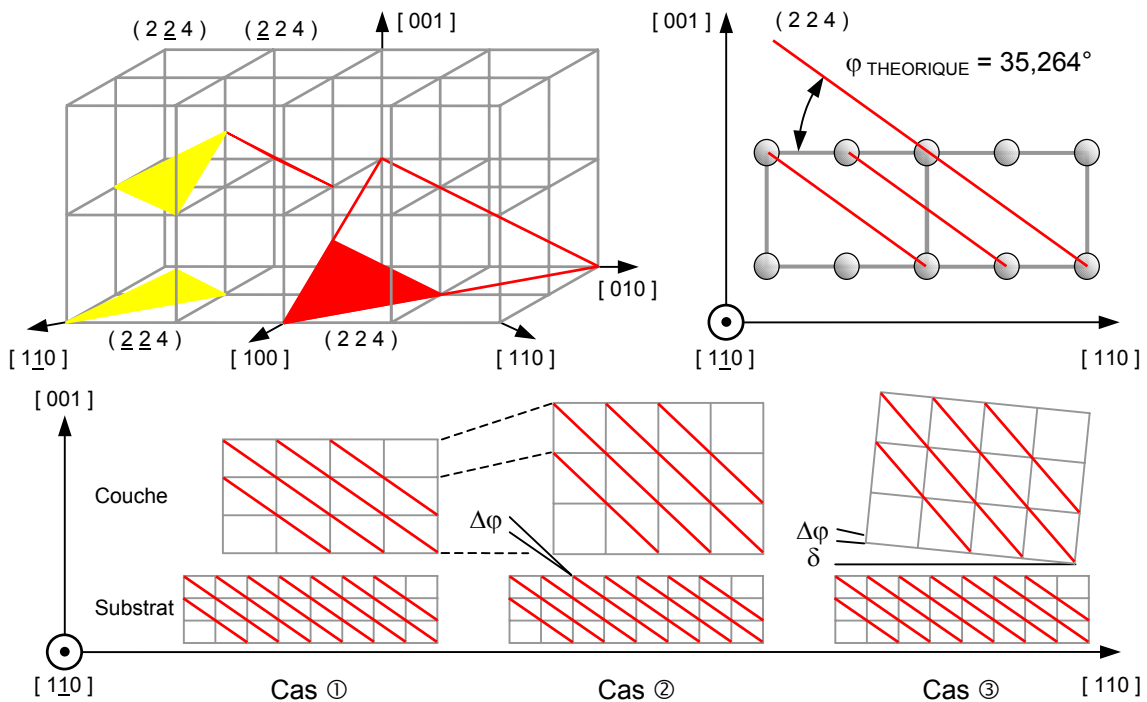 ( 2 2̲ 4 )
( 2̲ 2 4 )
[ 001 ]
[ 010 ]
( 2̲ 2̲ 4 )
( 2 2 4 )
[ 11̲0 ]
[ 100 ]
[ 110 ]
[ 001 ]
( 2 2 4 )
φ THEORIQUE = 35,264°
[ 11̲0 ]
[ 110 ]
[ 001 ]
Couche
Δφ
Δφ
δ
Substrat
[ 11̲0 ]
Cas ①
Cas ②
Cas ③
[ 110 ]